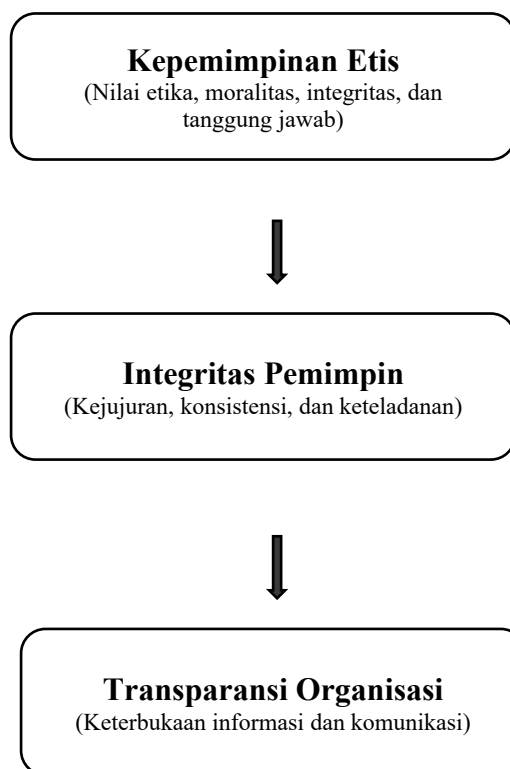 Kepemimpinan Etis
(Nilai etika, moralitas, integritas, dan
tanggung jawab)
Integritas Pemimpin
(Kejujuran, konsistensi, dan keteladanan)
Transparansi Organisasi
(Keterbukaan informasi dan komunikasi)